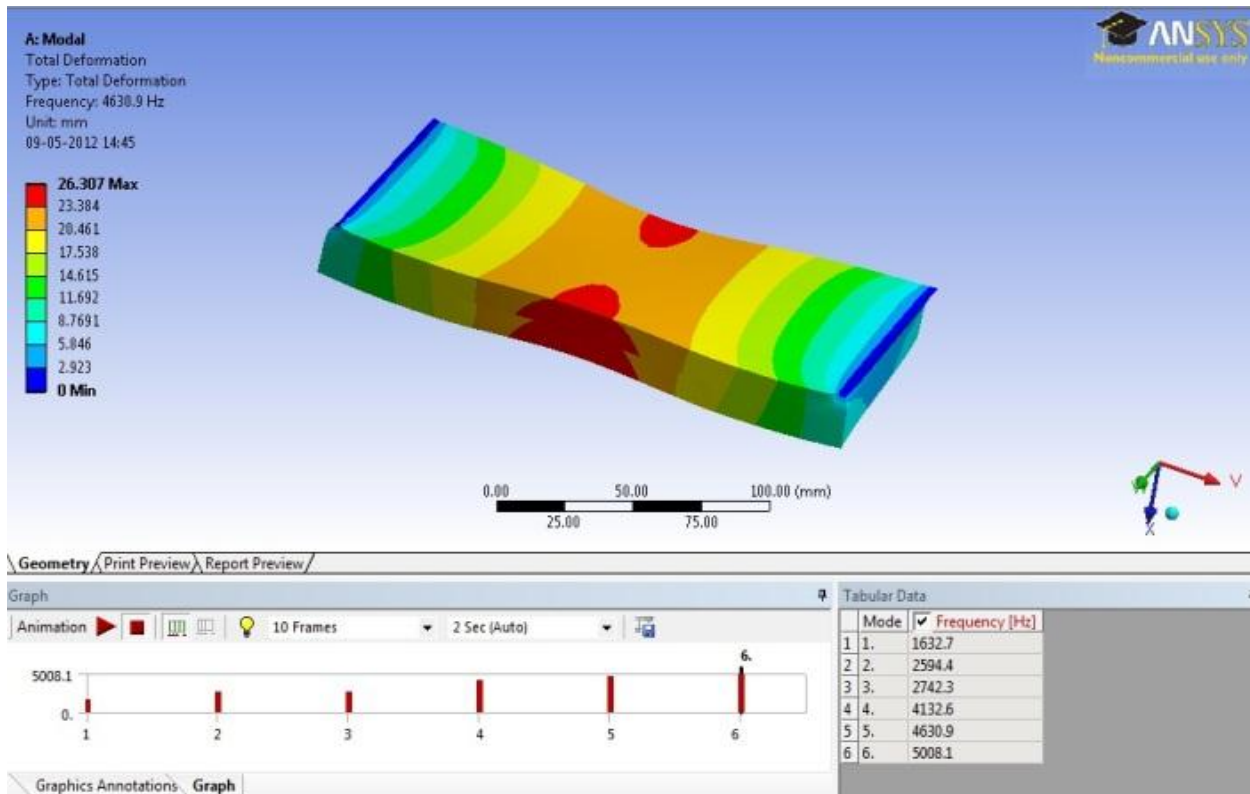 A: Modal
Total Deformation
Type: Total Deformation
Frequency: 4630.9 Hz
Unit: mm
09-05-2012 14:45
26.307 Max
23.384
20.461
17.538
14.615
11.692
8.7691
5.846
2.923
0 Min
ANSYS
Noncommercial use only
0.00 50.00 100.00 (mm)
25.00 75.00
X
Geometry Print Preview Report Preview
Graph
Animation 10 Frames 2 Sec (Auto)
6.
5008.1
0.
1 2 3 4 5 6
Graphics Annotations Graph
Tabular Data
Mode Frequency [Hz]
1 1. 1632.7
2 2. 2594.4
3 3. 2742.3
4 4. 4132.6
5 5. 4630.9
6 6. 5008.1